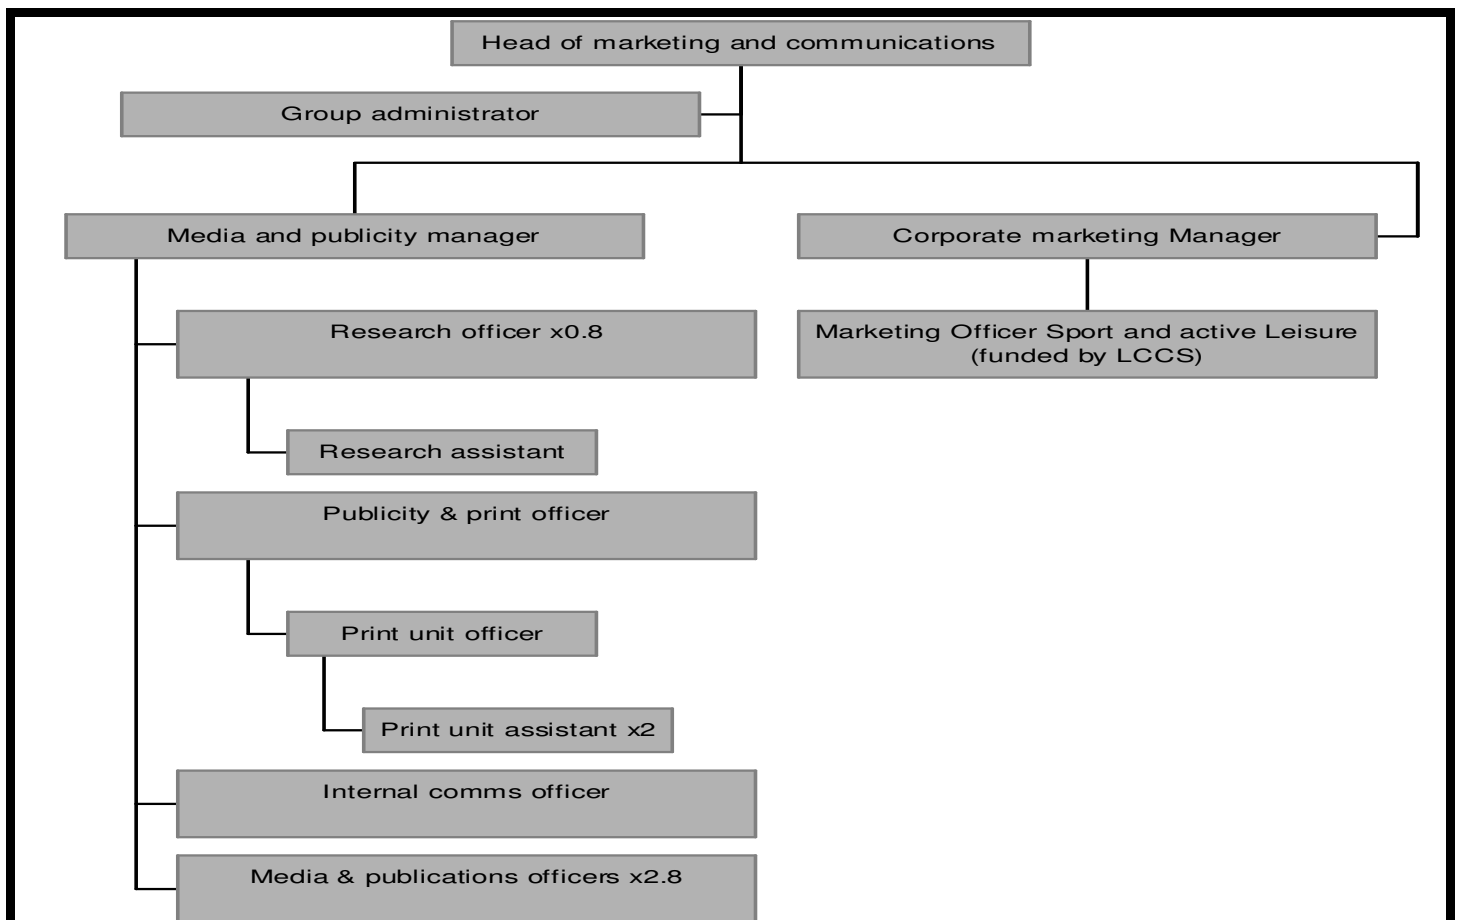 Head of marketing and communications
Group administrator
Media and publicity manager
Corporate marketing Manager
Research officer x0.8
Marketing Officer Sport and active Leisure
(funded by LCCS)
Research assistant
Publicity & print officer
Print unit officer
Print unit assistant x2
Internal comms officer
Media & publications officers x2.8